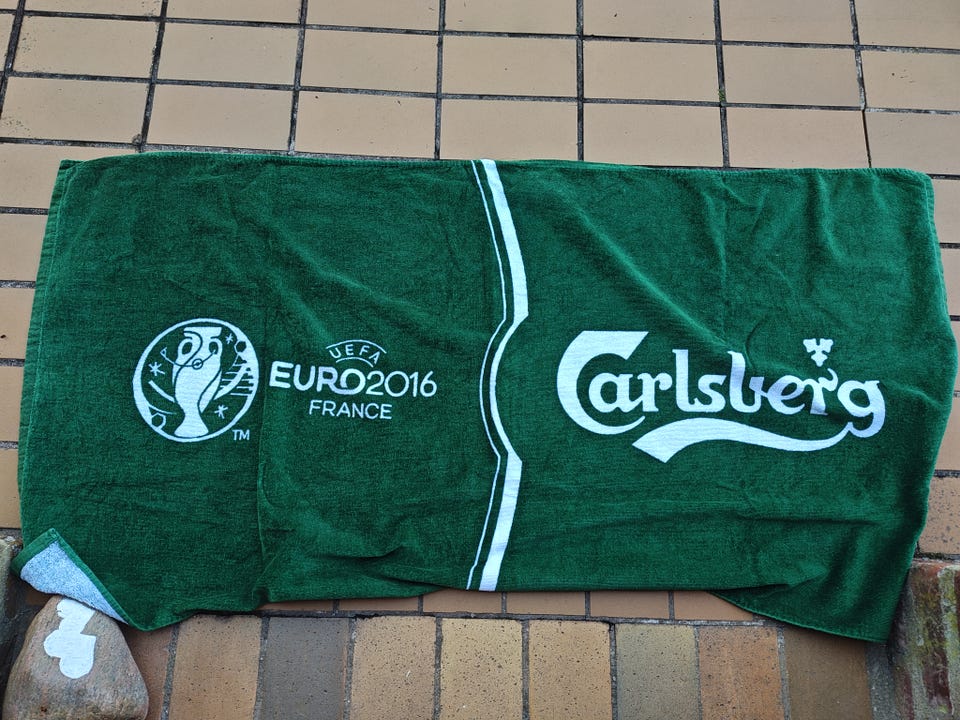 UEFA
EURO2016
FRANCE
TM
Carlsberg